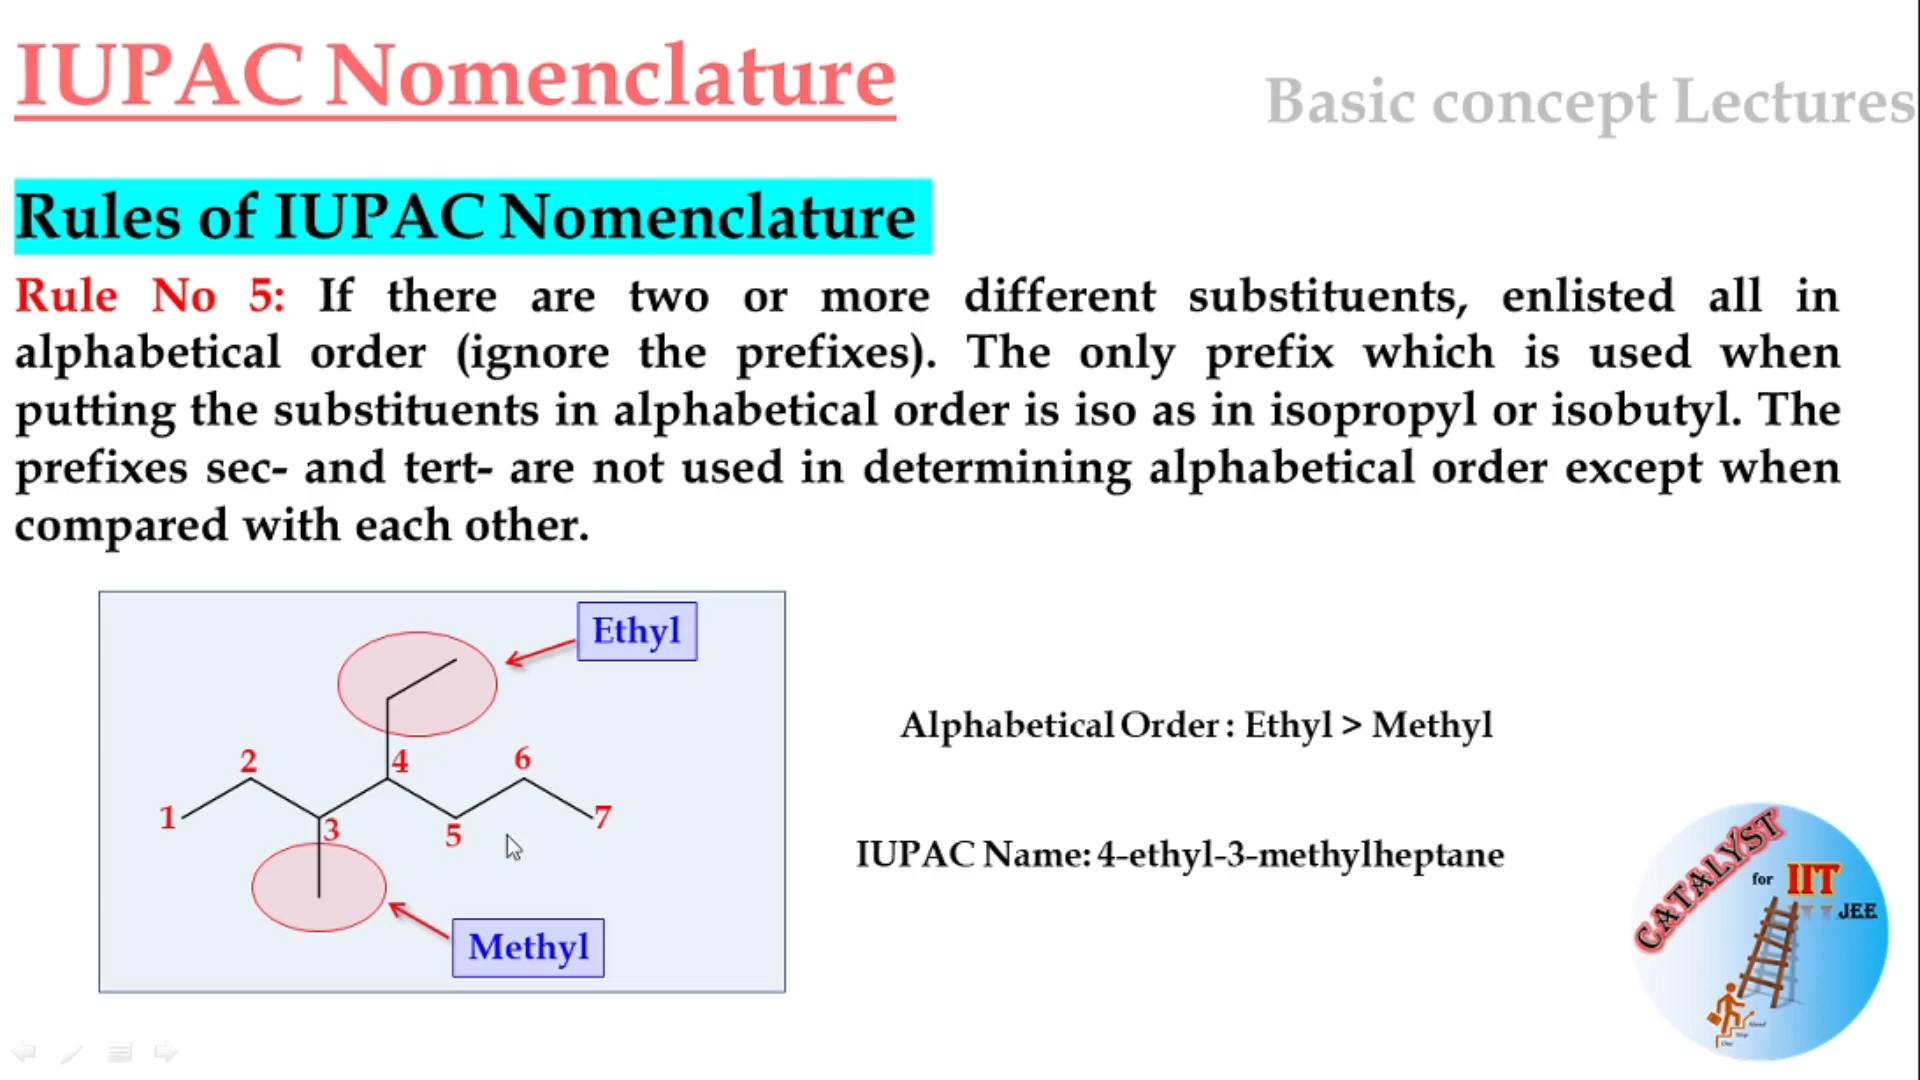 IUPAC Nomenclature
Basic concept Lectures
Rules of IUPAC Nomenclature
Rule No 5: If there are two or more different substituents, enlisted all in
alphabetical order (ignore the prefixes). The only prefix which is used when
putting the substituents in alphabetical order is iso as in isopropyl or isobutyl. The
prefixes sec- and tert- are not used in determining alphabetical order except when
compared with each other.
Ethyl
2
4
6
1
3
5
7
Methyl
Alphabetical Order : Ethyl > Methyl
IUPAC Name: 4-ethyl-3-methylheptane
CATALYST
for IIT
JEE
One
Step
Ahead